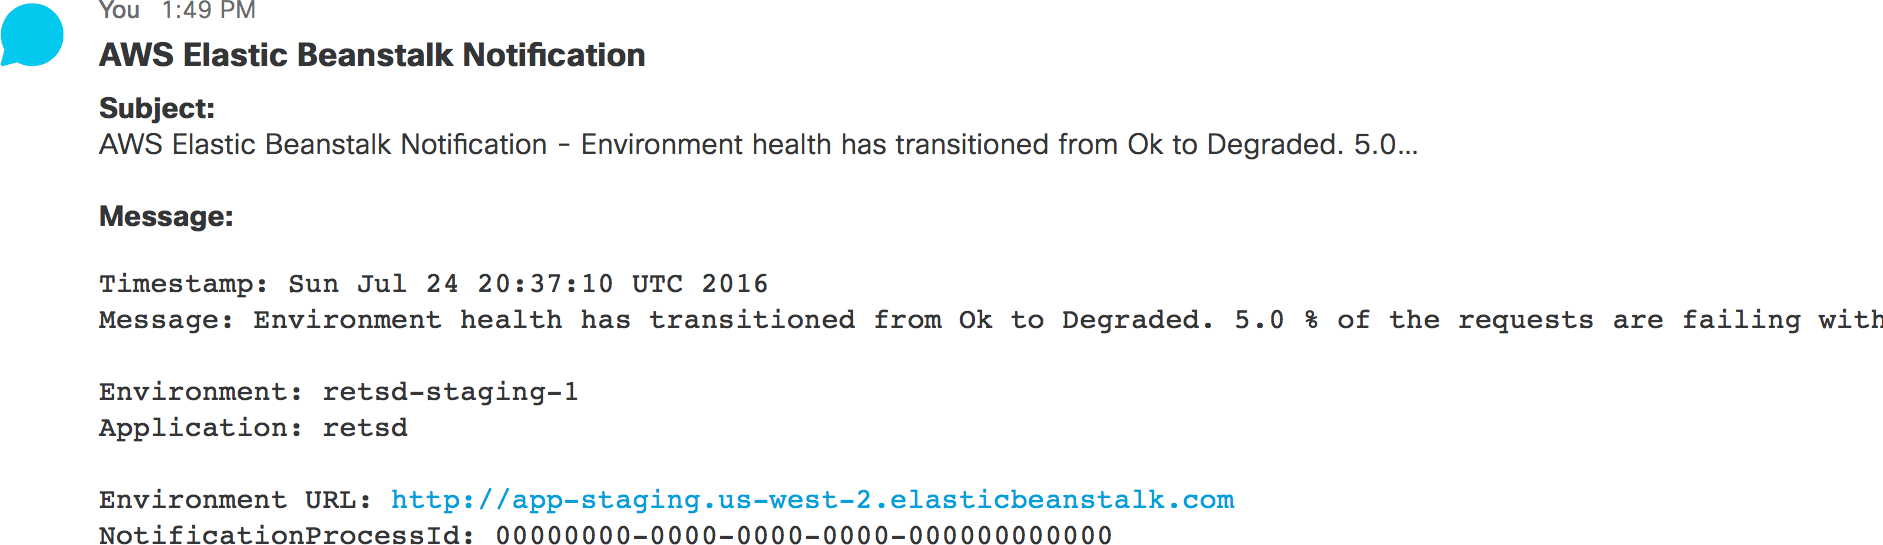 You 1:49 PM
AWS Elastic Beanstalk Notification
Subject:
AWS Elastic Beanstalk Notification - Environment health has transitioned from Ok to Degraded. 5.0...
Message:
Timestamp: Sun Jul 24 20:37:10 UTC 2016
Message: Environment health has transitioned from Ok to Degraded. 5.0 % of the requests are failing with
Environment: retsd-staging-1
Application: retsd
Environment URL: http://app-staging.us-west-2.elasticbeanstalk.com
NotificationProcessId: 00000000-0000-0000-0000-000000000000